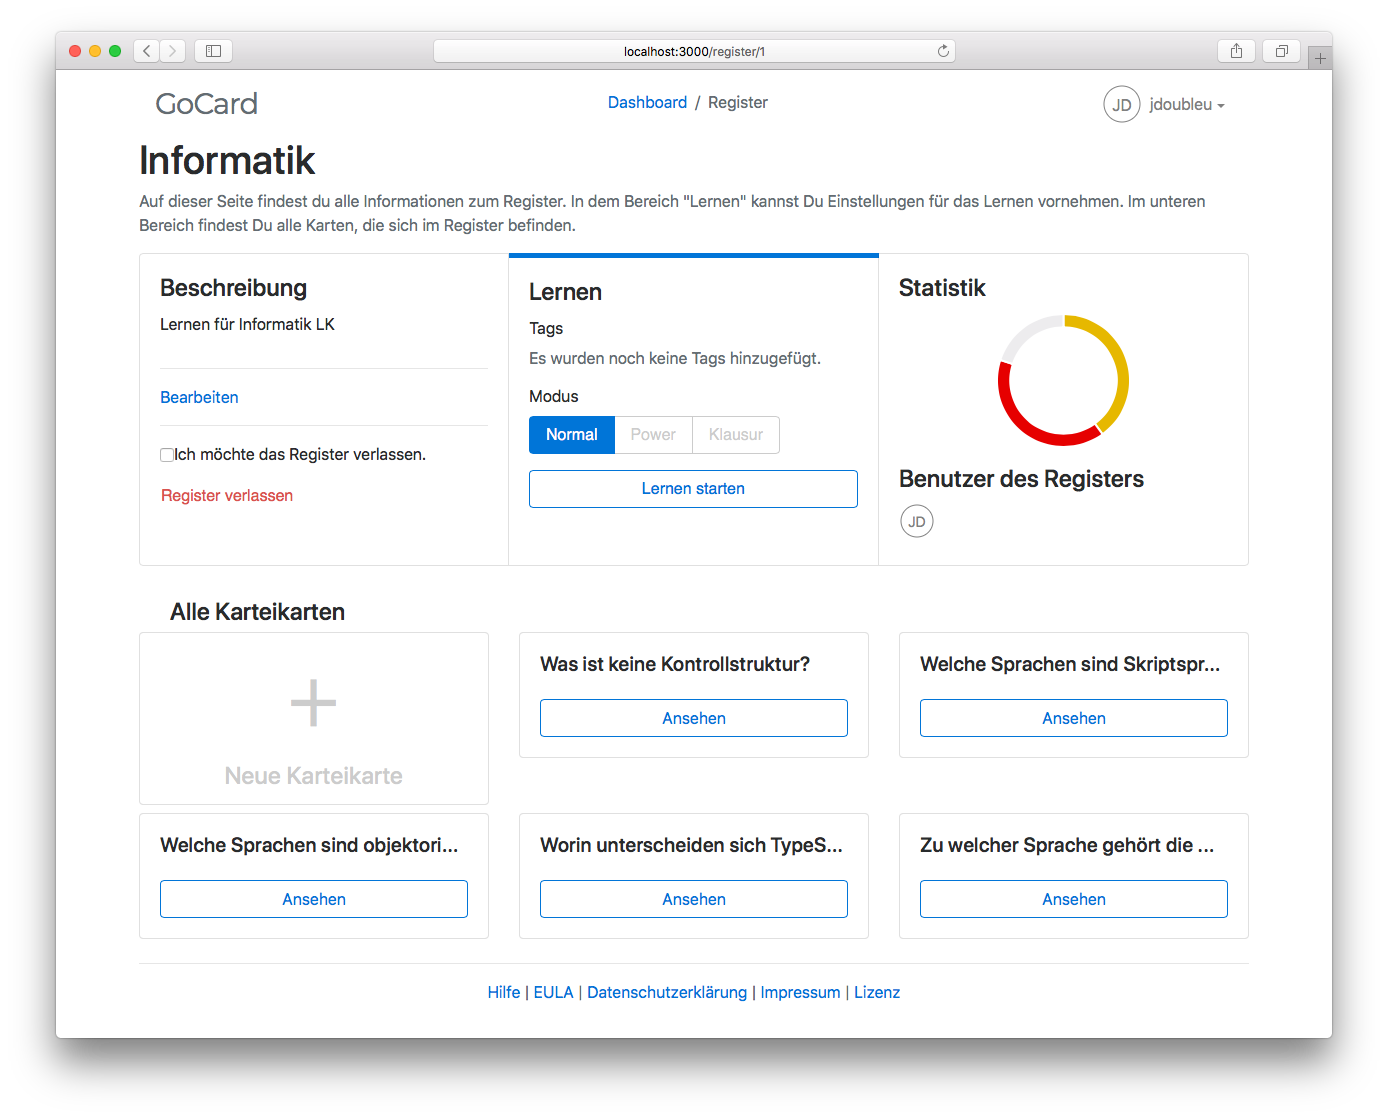 localhost:3000/register/1
GoCard
Dashboard / Register
JD jdoubleu
Informatik
Auf dieser Seite findest du alle Informationen zum Register. In dem Bereich "Lernen" kannst Du Einstellungen für das Lernen vornehmen. Im unteren
Bereich findest Du alle Karten, die sich im Register befinden.
Beschreibung
Lernen für Informatik LK
Bearbeiten
Ich möchte das Register verlassen.
Register verlassen
Lernen
Tags
Es wurden noch keine Tags hinzugefügt.
Modus
Normal Power Klausur
Lernen starten
Statistik
Benutzer des Registers
JD
Alle Karteikarten
Neue Karteikarte
Was ist keine Kontrollstruktur?
Ansehen
Welche Sprachen sind Skriptspr...
Ansehen
Welche Sprachen sind objektori...
Ansehen
Worin unterscheiden sich TypeS...
Ansehen
Zu welcher Sprache gehört die ...
Ansehen
Hilfe | EULA | Datenschutzerklärung | Impressum | Lizenz